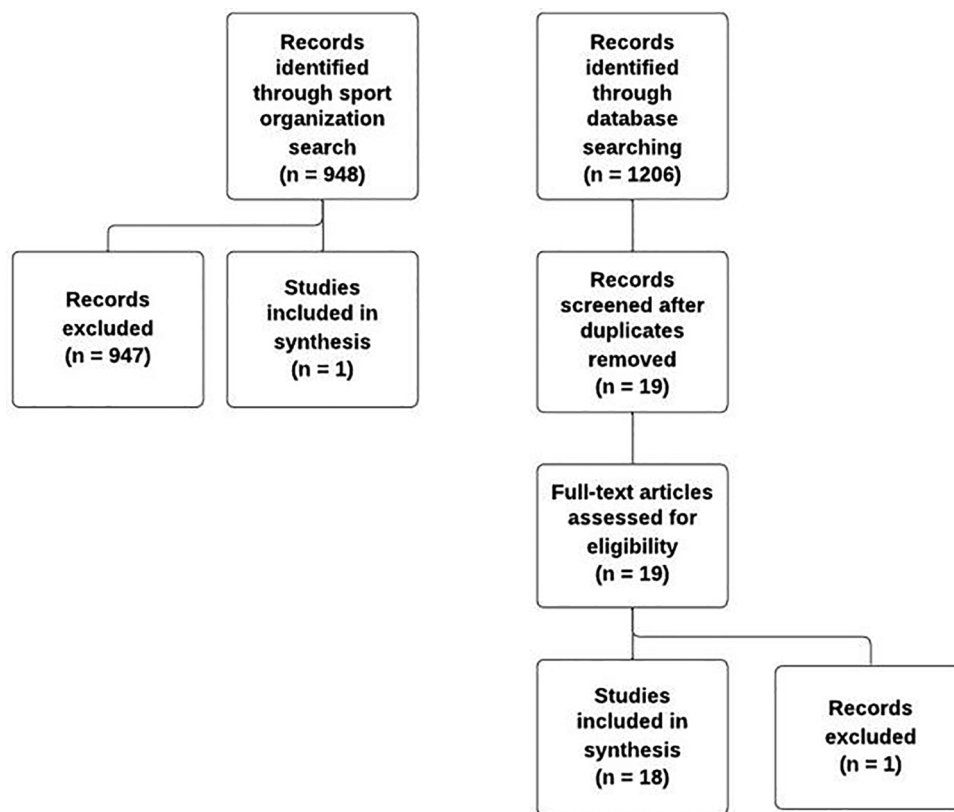 Records
identified
through sport
organization
search
(n = 948)
Records
identified
through
database
searching
(n = 1206)
Records
excluded
(n = 947)
Studies
included in
synthesis
(n = 1)
Records
screened after
duplicates
removed
(n = 19)
Full-text articles
assessed for
eligibility
(n = 19)
Studies
included in
synthesis
(n = 18)
Records
excluded
(n = 1)